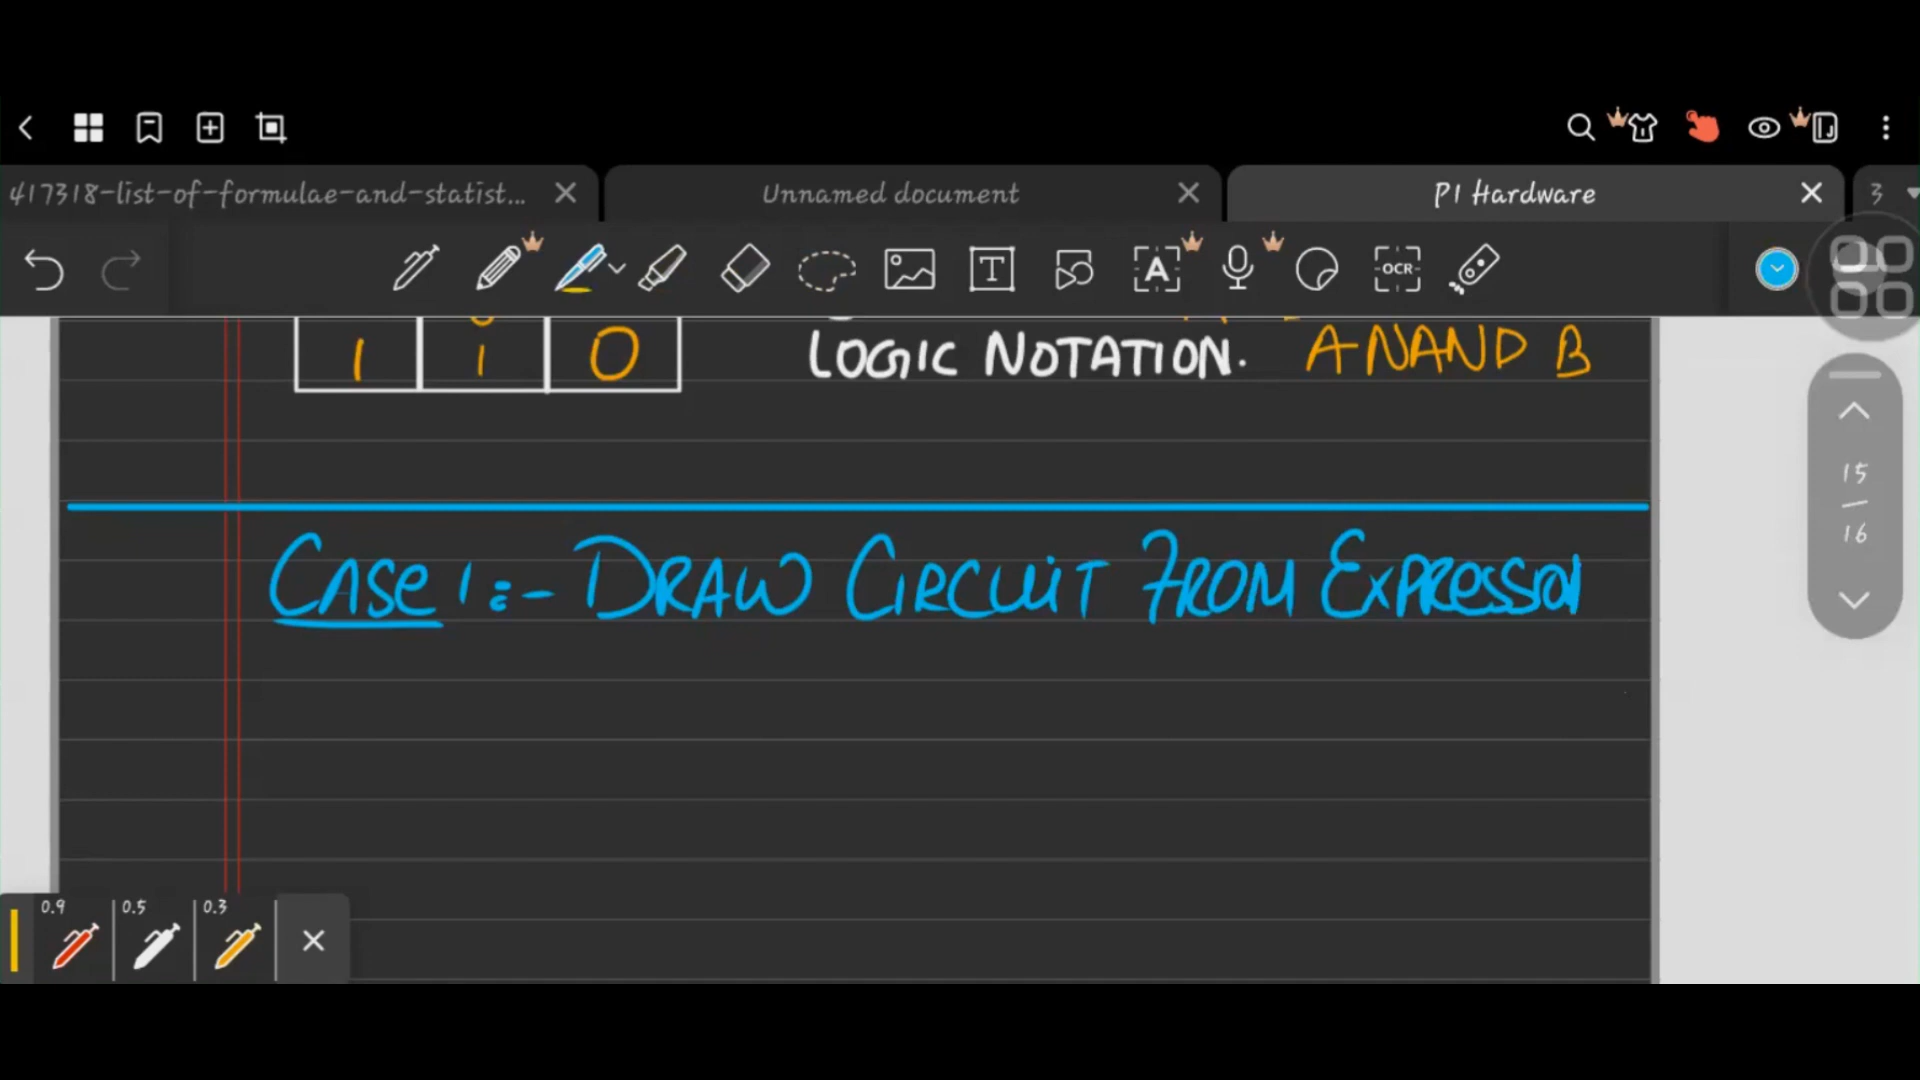 417318-list-of-formulae-and-statist...
Unnamed document
P1 Hardware
3
T
A
OCR
1 1 0
LOGIC NOTATION. A NAND B
15
16
CASE 1:- DRAW CIRCUIT FROM EXPRESSION
0.9 0.5 0.3